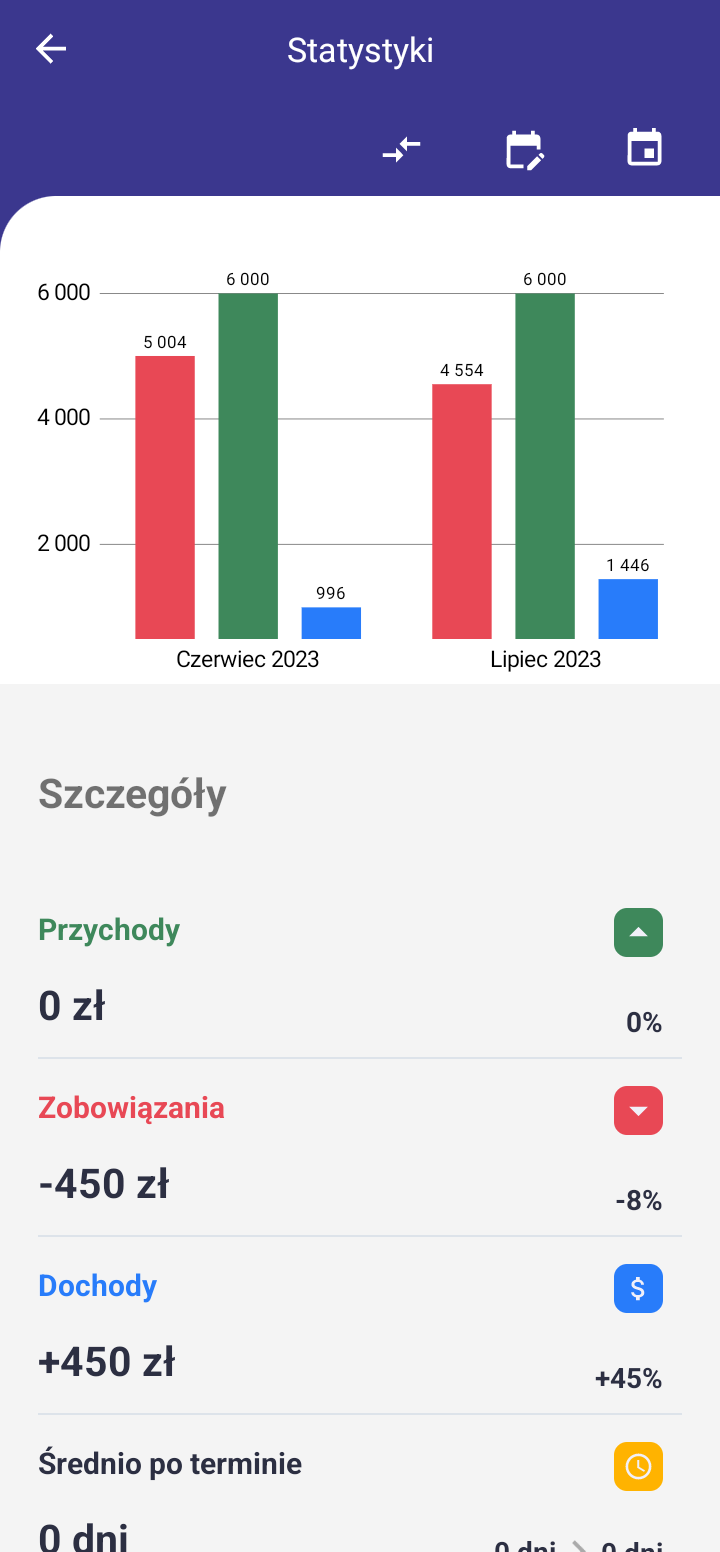 Statystyki
6 000
6 000
6 000
5 004
4 554
4 000
2 000
1 446
996
Czerwiec 2023
Lipiec 2023
Szczegóły
Przychody
0 zł
0%
Zobowiązania
-450 zł
-8%
Dochody
$
+450 zł
+45%
Średnio po terminie
0 dni
0 dni
0 dni